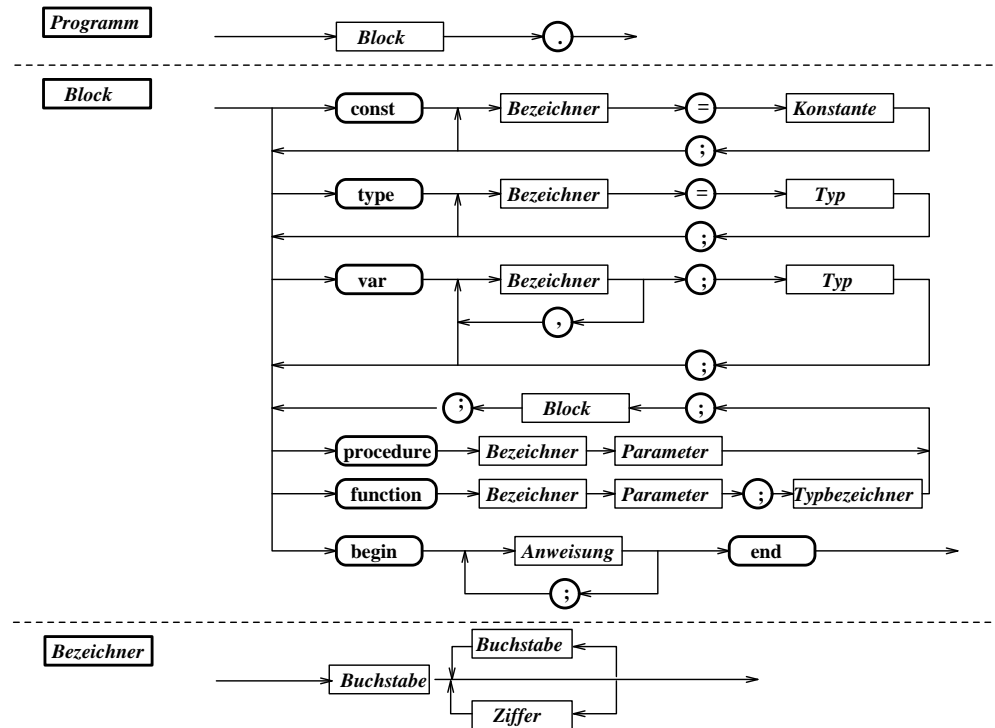 Programm
Block .
Block
const Bezeichner = Konstante
;
type Bezeichner = Typ
;
var Bezeichner ; Typ
,
;
; Block ;
procedure Bezeichner Parameter
function Bezeichner Parameter ; Typbezeichner
begin Anweisung end
;
Bezeichner
Buchstabe
Buchstabe
Ziffer